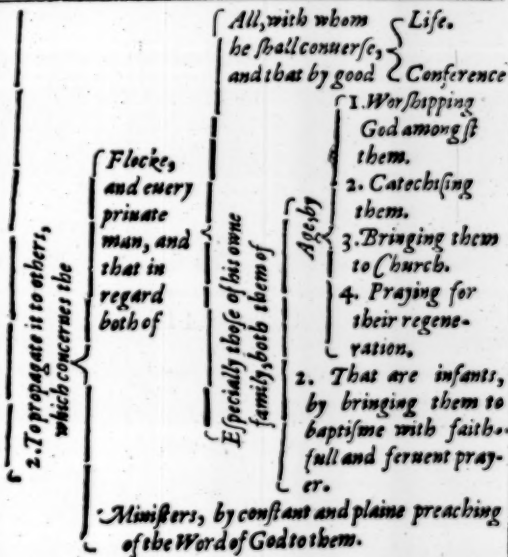 2. To propagate it to others,
which concernes the
Flocke,
and euery
priuate
man, and
that in
regard
both of
All, with whom
he ſhall conuerſe,
and that by good
Life.
Conference
Eſpecially thoſe of his owne
family, both them of
Age, by
1. Worſhipping
God amongſt
them.
2. Catechiſing
them.
3. Bringing them
to Church.
4. Praying for
their regene-
ration.
2. That are infants,
by bringing them to
baptiſme with faith-
full and feruent pray-
er.
Miniſters, by conſtant and plaine preaching
of the Word of God to them.